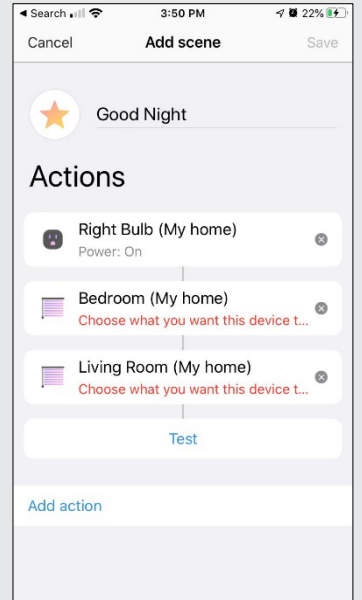 Search 3:50 PM 22%
Cancel Add scene Save
Good Night
Actions
Right Bulb (My home)
Power: On
Bedroom (My home)
Choose what you want this device t...
Living Room (My home)
Choose what you want this device t...
Test
Add action